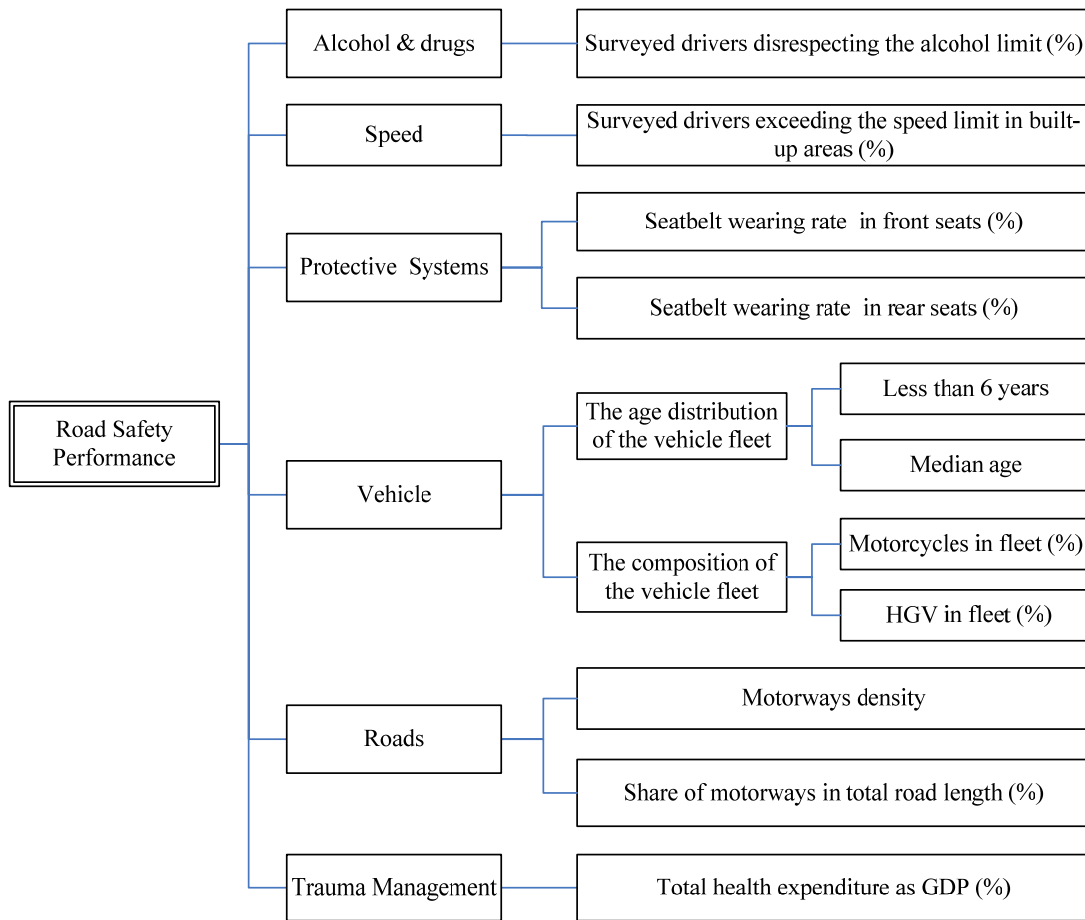 Alcohol & drugs
Surveyed drivers disrespecting the alcohol limit (%)
Speed
Surveyed drivers exceeding the speed limit in built-
up areas (%)
Protective Systems
Seatbelt wearing rate in front seats (%)
Seatbelt wearing rate in rear seats (%)
Road Safety
Performance
Vehicle
The age distribution
of the vehicle fleet
Less than 6 years
Median age
The composition of
the vehicle fleet
Motorcycles in fleet (%)
HGV in fleet (%)
Roads
Motorways density
Share of motorways in total road length (%)
Trauma Management
Total health expenditure as GDP (%)